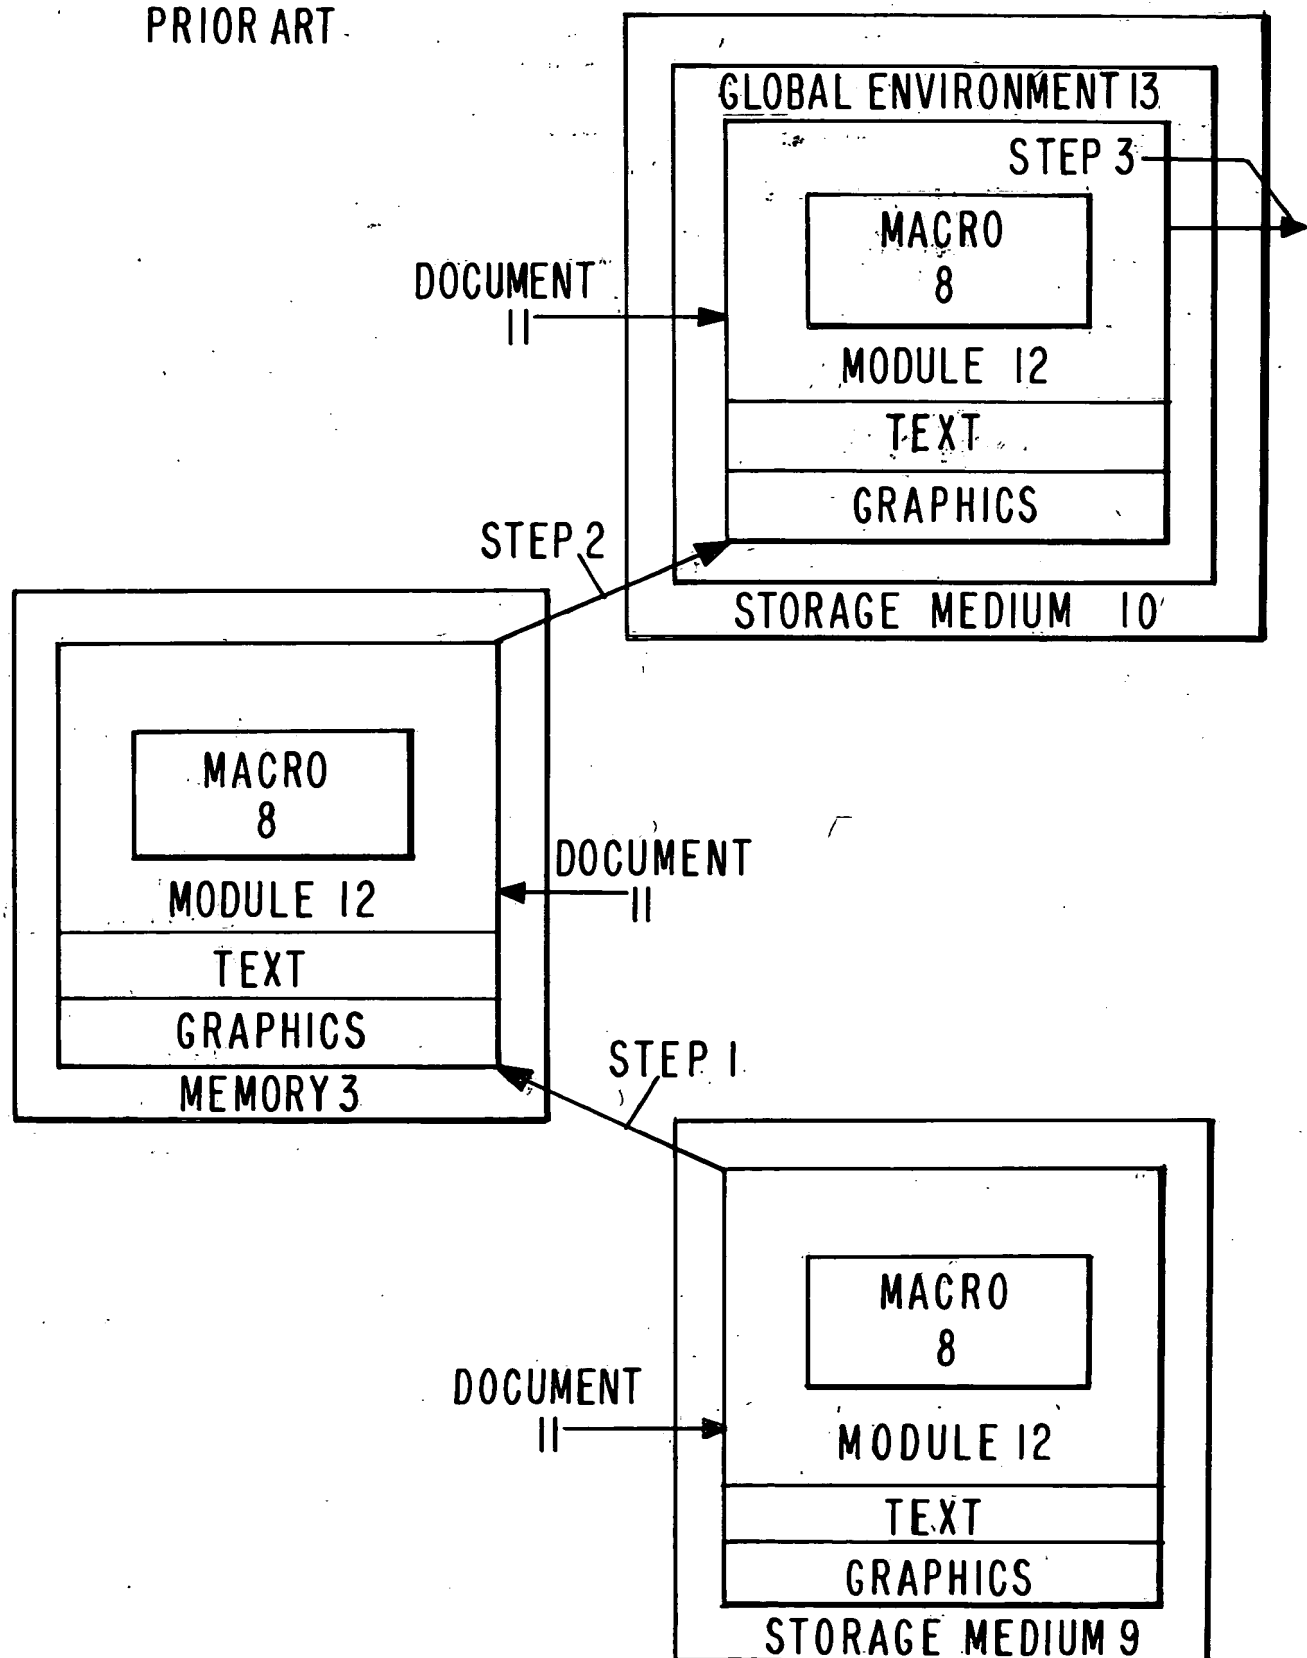 PRIOR ART
GLOBAL ENVIRONMENT 13
STEP 3
MACRO
8
DOCUMENT
11
MODULE 12
TEXT
GRAPHICS
STEP 2
STORAGE MEDIUM 10
MACRO
8
DOCUMENT
11
MODULE 12
TEXT
GRAPHICS
STEP 1
MEMORY 3
MACRO
8
DOCUMENT
11
MODULE 12
TEXT
GRAPHICS
STORAGE MEDIUM 9